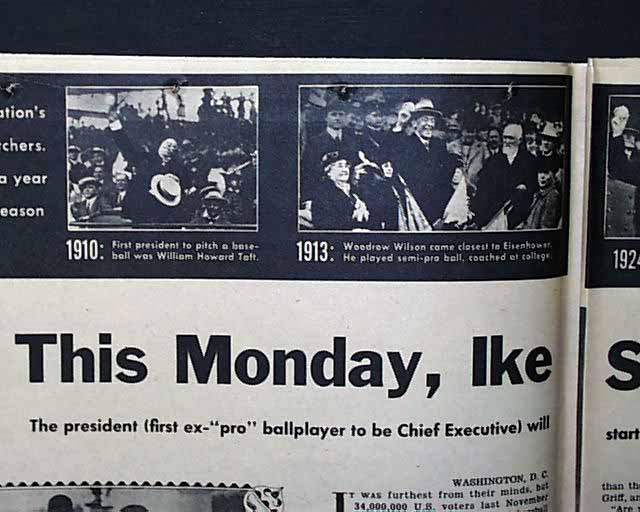 ation's
rchers.
a year
eason
1910: First president to pitch a base-
ball was William Howard Taft.
1913: Woodrow Wilson came closest to Eisenhower.
He played semi-pro ball, coached at college.
1924
This Monday, Ike
S
The president (first ex-“pro” ballplayer to be Chief Executive) will
start
WASHINGTON, D. C.
IT WAS furthest from their minds, but
34,000,000 U.S. voters last November
than th
Griff, an
"Are